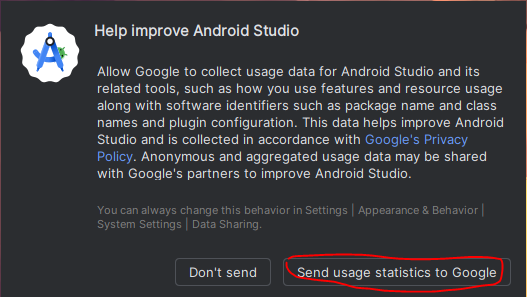 Help improve Android Studio
Allow Google to collect usage data for Android Studio and its
related tools, such as how you use features and resource usage
along with software identifiers such as package name and class
names and plugin configuration. This data helps improve Android
Studio and is collected in accordance with Google's Privacy
Policy. Anonymous and aggregated usage data may be shared
with Google's partners to improve Android Studio.
You can always change this behavior in Settings | Appearance & Behavior |
System Settings | Data Sharing.
Don't send
Send usage statistics to Google